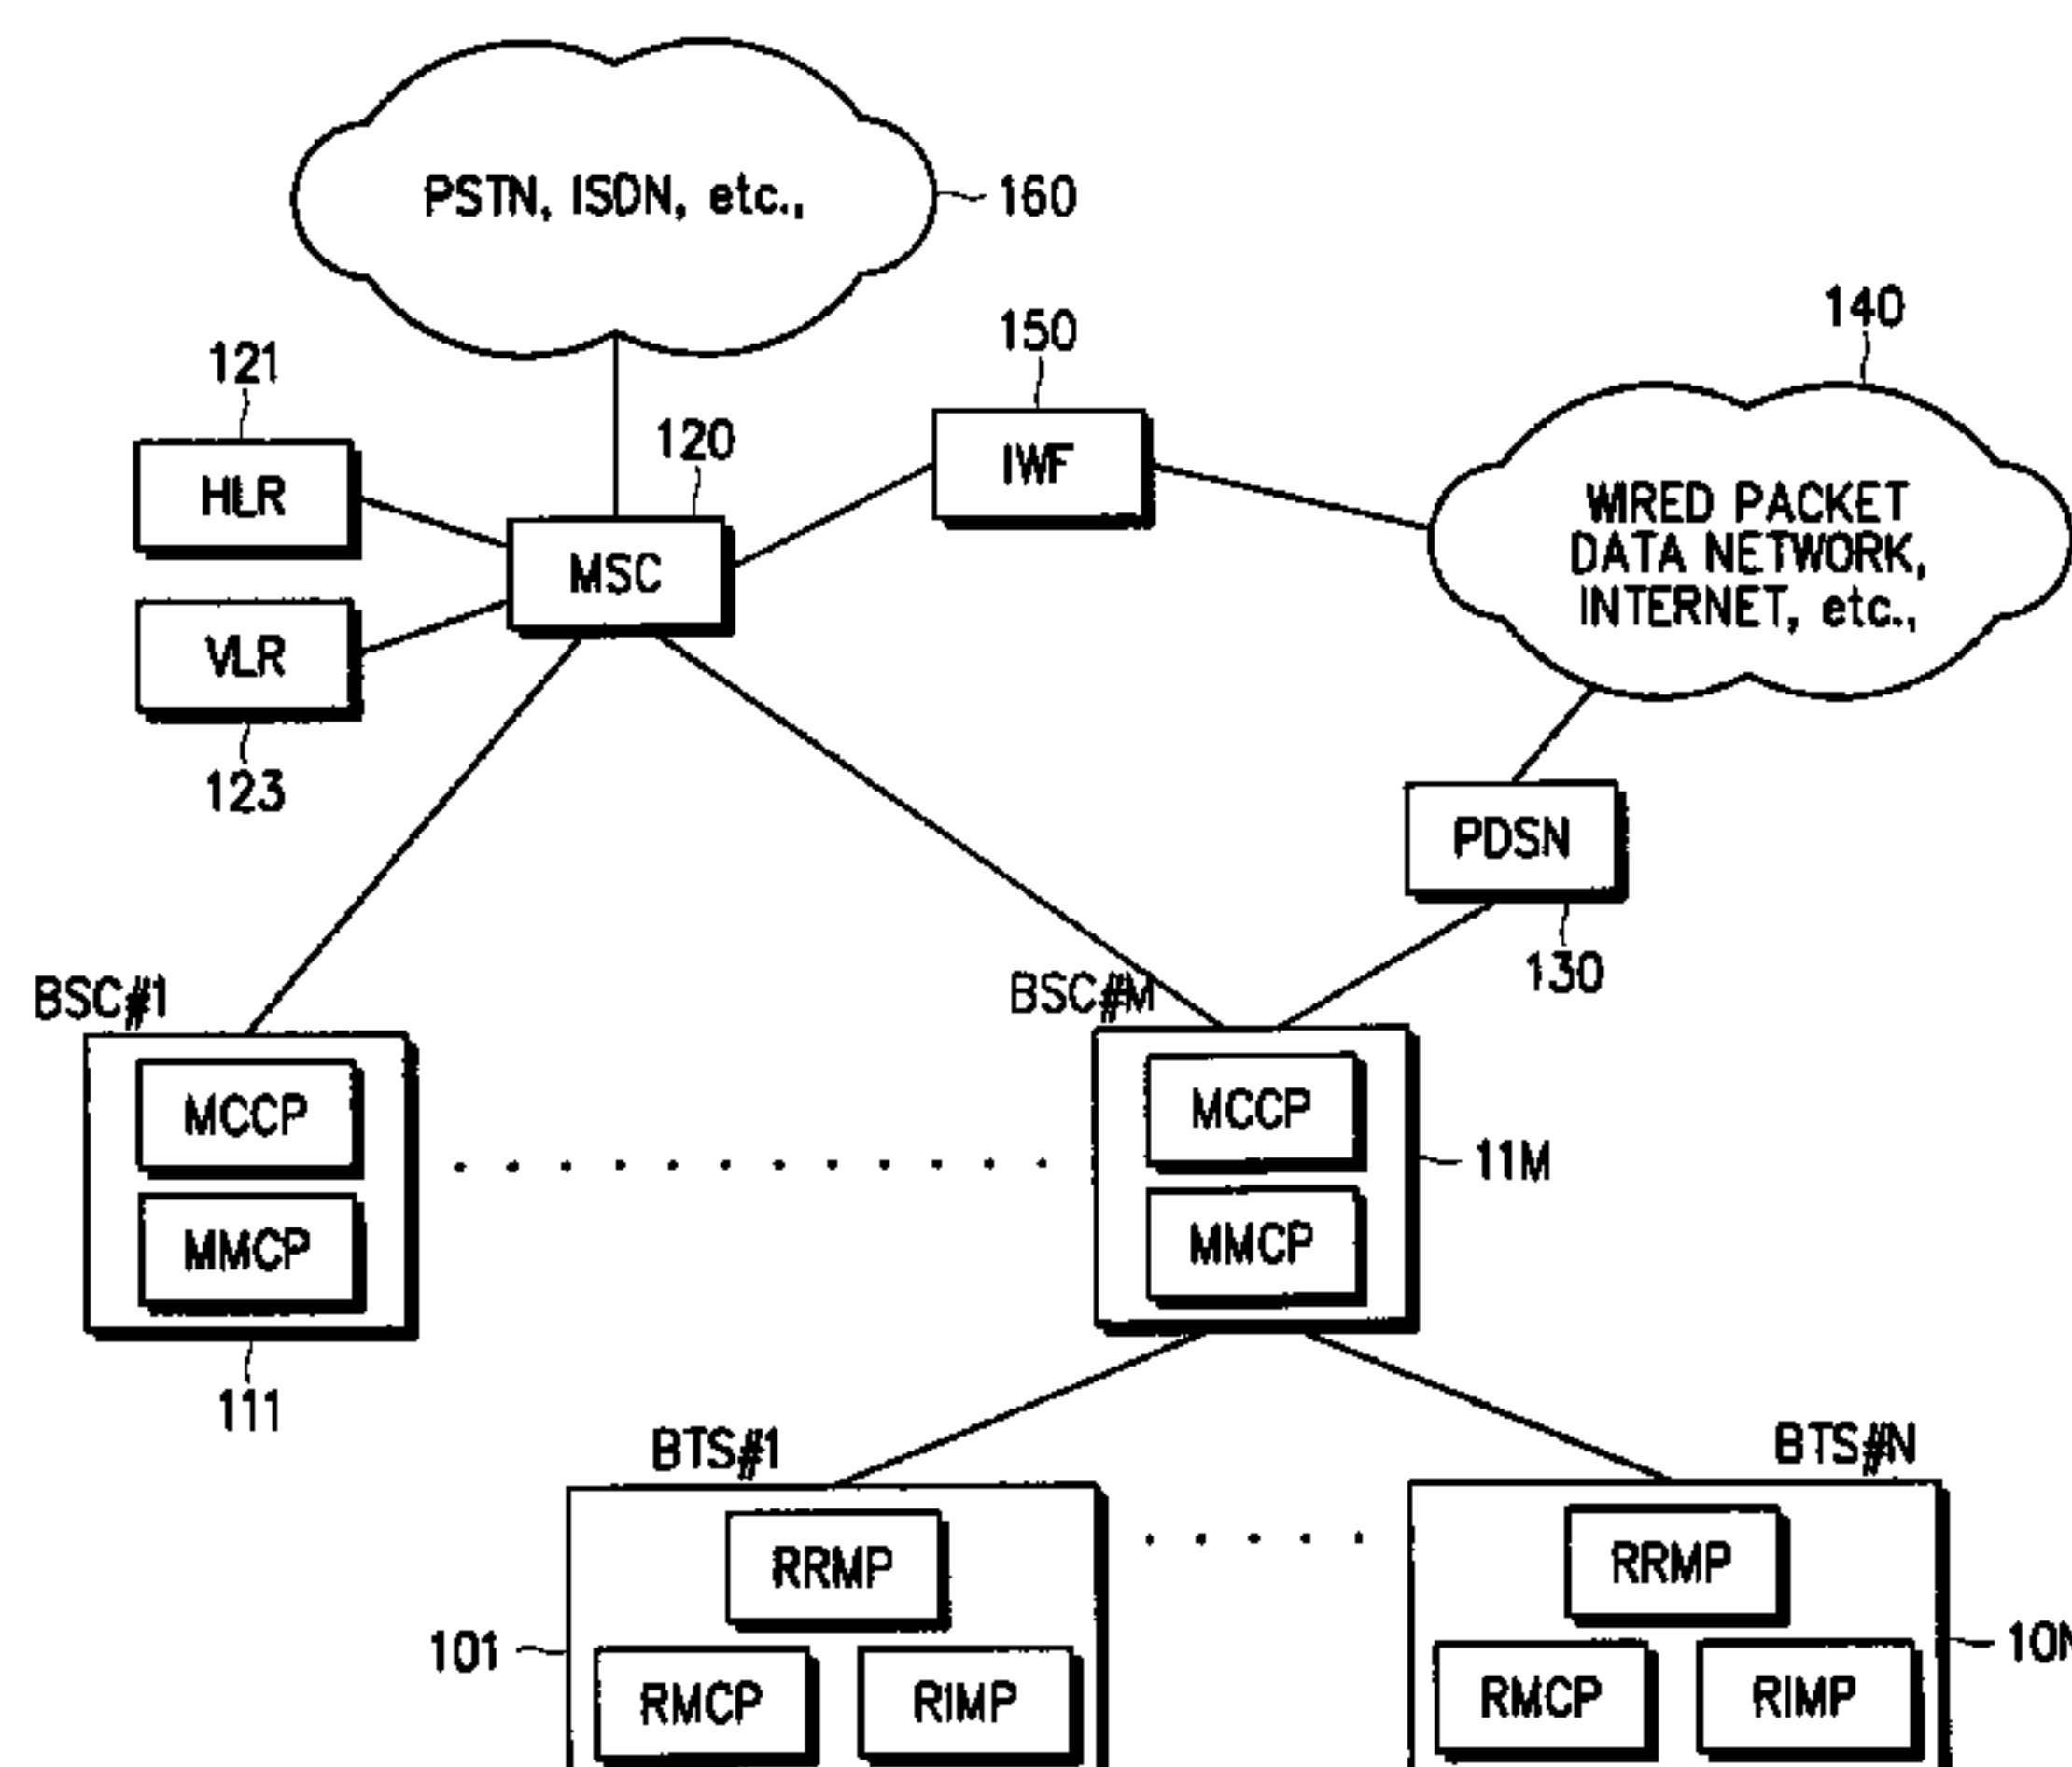 PSTN, ISDN, etc.,
160
140
150
121
120
IWF
HLR
WIRED PACKET
DATA NETWORK,
INTERNET, etc.,
MSC
VLR
123
PDSN
130
BSC#1
BSC#M
MCCP
MCCP
11M
MMCP
MMCP
111
BTS#1
BTS#N
RRMP
RRMP
101
10N
RMCP
RIMP
RMCP
RIMP